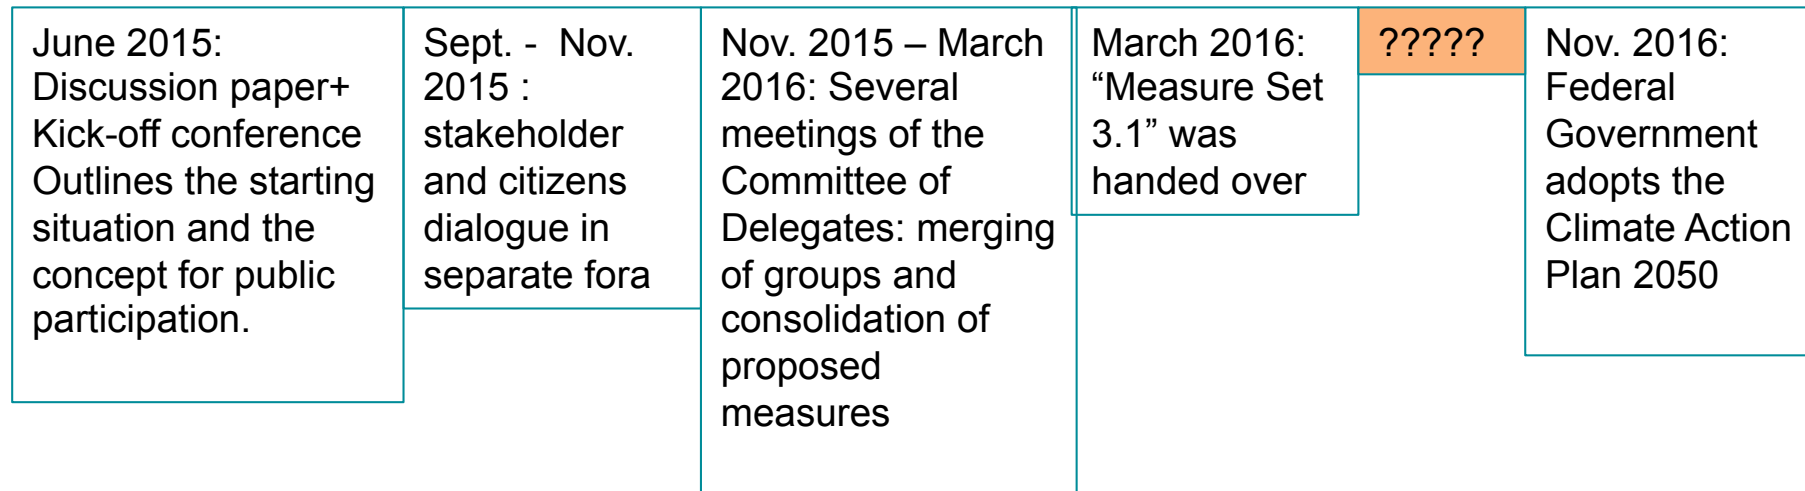 June 2015:
Discussion paper+
Kick-off conference
Outlines the starting
situation and the
concept for public
participation.
Sept. - Nov.
2015 :
stakeholder
and citizens
dialogue in
separate fora
Nov. 2015 – March
2016: Several
meetings of the
Committee of
Delegates: merging
of groups and
consolidation of
proposed
measures
March 2016:
“Measure Set
3.1” was
handed over
?????
Nov. 2016:
Federal
Government
adopts the
Climate Action
Plan 2050